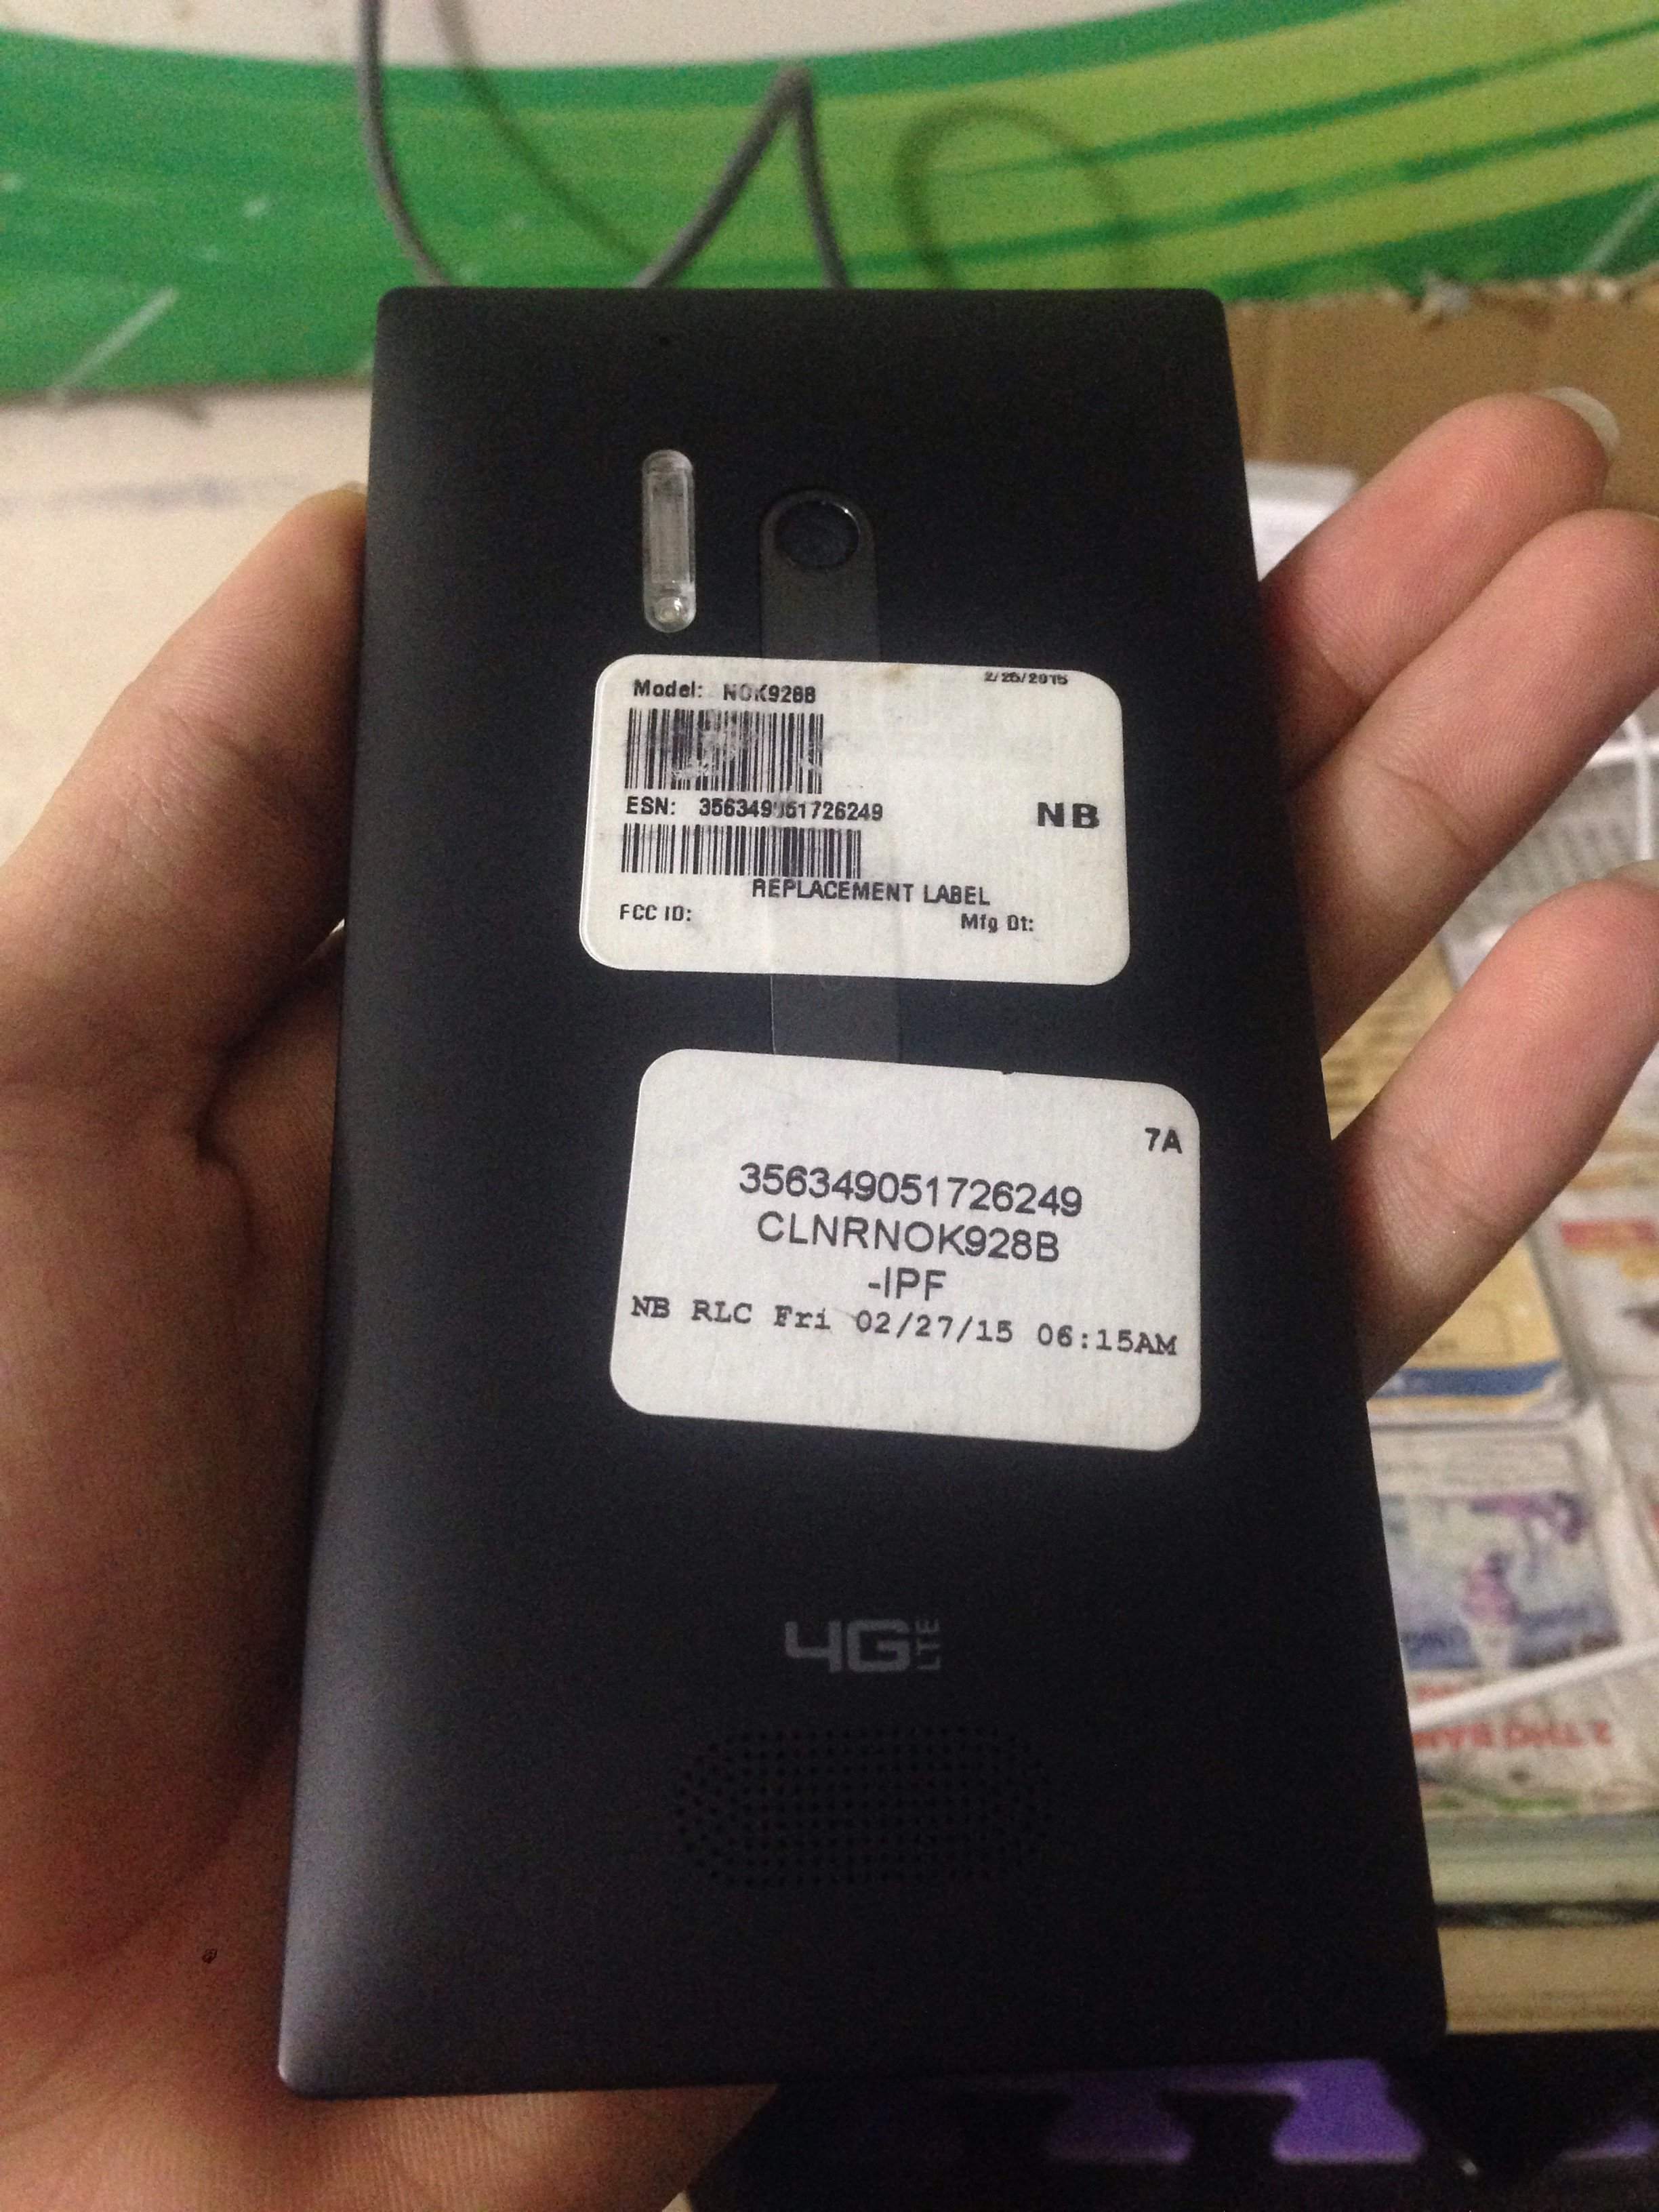 2/26/2015
Model: NOK928B
ESN: 356349051726249
NB
REPLACEMENT LABEL
FCC ID:
Mfg Dt:
7A
356349051726249
CLNRNOK928B
-IPF
NB RLC Fri 02/27/15 06:15AM
4G LTE